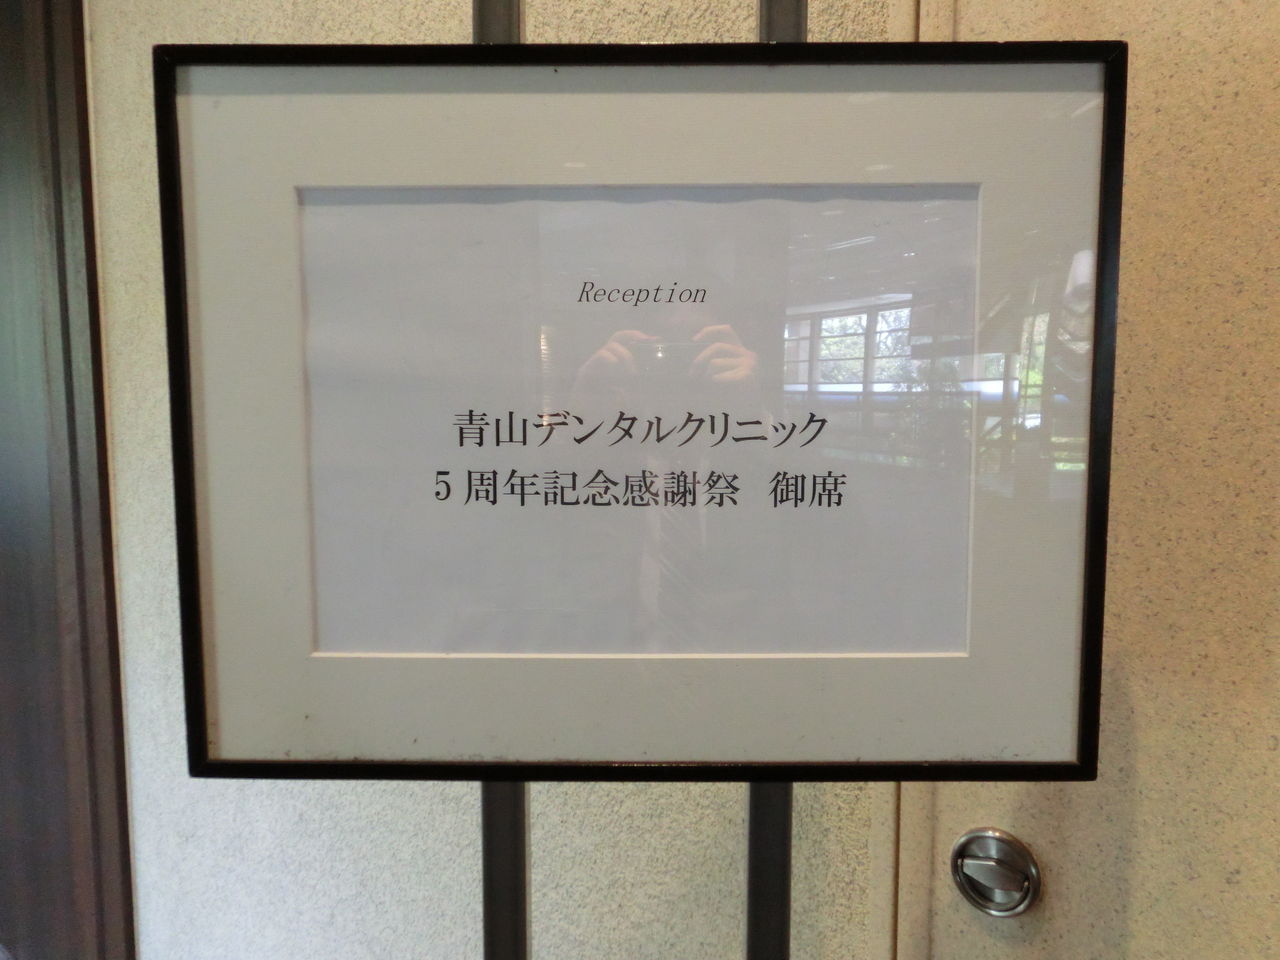 Reception
青山デンタルクリニック
5周年記念感謝祭　御席